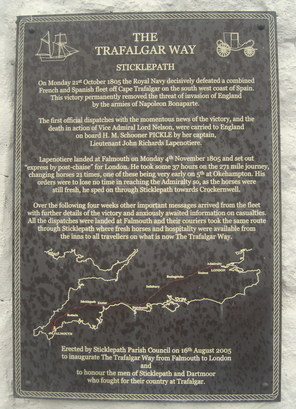 THE
TRAFALGAR WAY
STICKLEPATH
On Monday 21st October 1805 the Royal Navy decisively defeated a combined
French and Spanish fleet off Cape Trafalgar on the south west coast of Spain.
This victory permanently removed the threat of invasion of England
by the armies of Napoleon Bonaparte.
The first official dispatches with the momentous news of the victory, and the
death in action of Vice Admiral Lord Nelson, were carried to England
on board H. M. Schooner PICKLE by her captain,
Lieutenant John Richards Lapenotiere.
Lapenotiere landed at Falmouth on Monday 4th November 1805 and set out
"express by post-chaise" for London. He took some 37 hours on the 271 mile journey,
changing horses 21 times, one of these being very early on 5th at Okehampton. His
orders were to lose no time in reaching the Admiralty so, as the horses were
still fresh, he sped on through Sticklepath towards Crockernwell.
Over the following four weeks other messages arrived from the fleet
with further details of the victory and anxiously awaited information on casualties.
All the dispatches were landed at Falmouth and their couriers took the same route
through Sticklepath where fresh horses and hospitality were available from
the inns to all travellers on what is now The Trafalgar Way.
Erected by Sticklepath Parish Council on 16th August 2005
to inaugurate The Trafalgar Way from Falmouth to London
and
to honour the men of Sticklepath and Dartmoor
who fought for their country at Trafalgar.